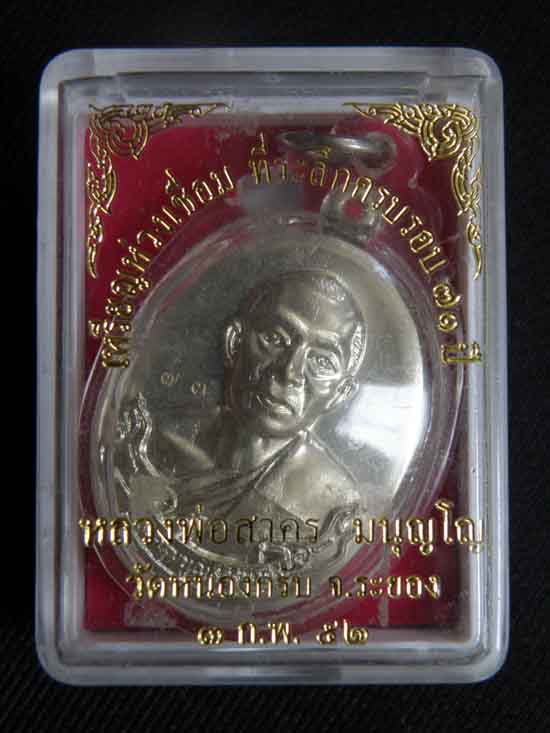 เหรียญห่วงเชื่อม ที่ระลึกครบรอบ ๗๑ ปี
๗๓
หลวงพ่อสาคร มนุญโญ
วัดหนองกรับ จ.ระยอง
๓ ก.พ. ๕๒